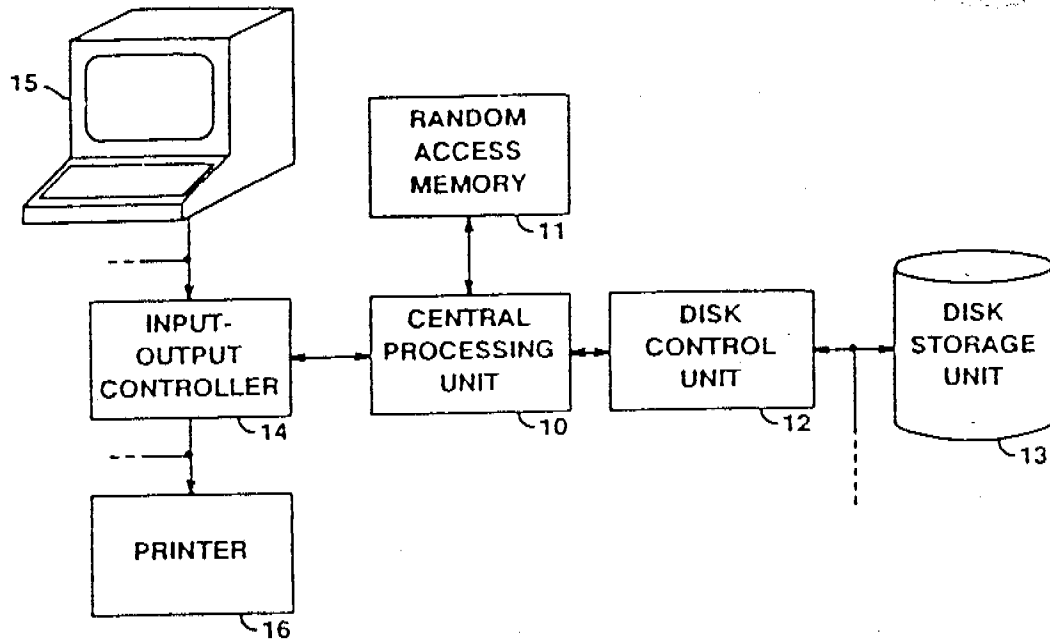 15
RANDOM
ACCESS
MEMORY
11
INPUT-
OUTPUT
CONTROLLER
14
CENTRAL
PROCESSING
UNIT
10
DISK
CONTROL
UNIT
12
DISK
STORAGE
UNIT
13
PRINTER
16